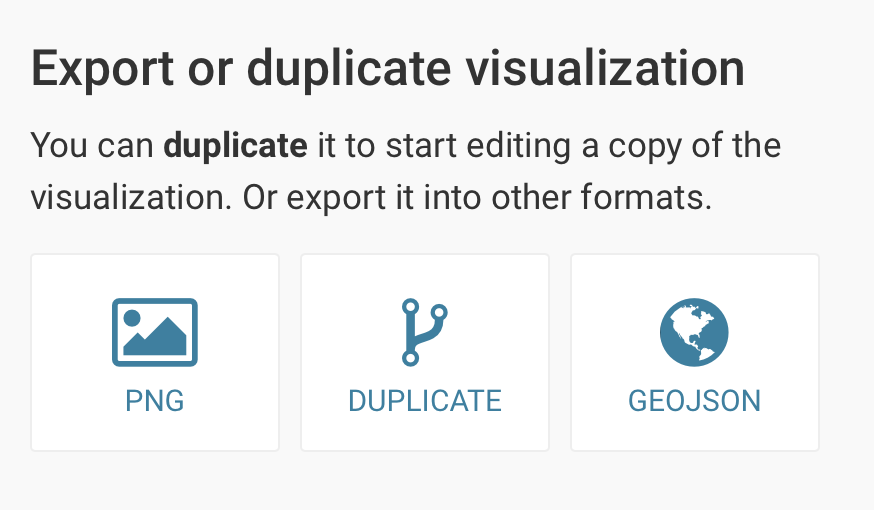 Export or duplicate visualization
You can duplicate it to start editing a copy of the
visualization. Or export it into other formats.
PNG
DUPLICATE
GEOJSON